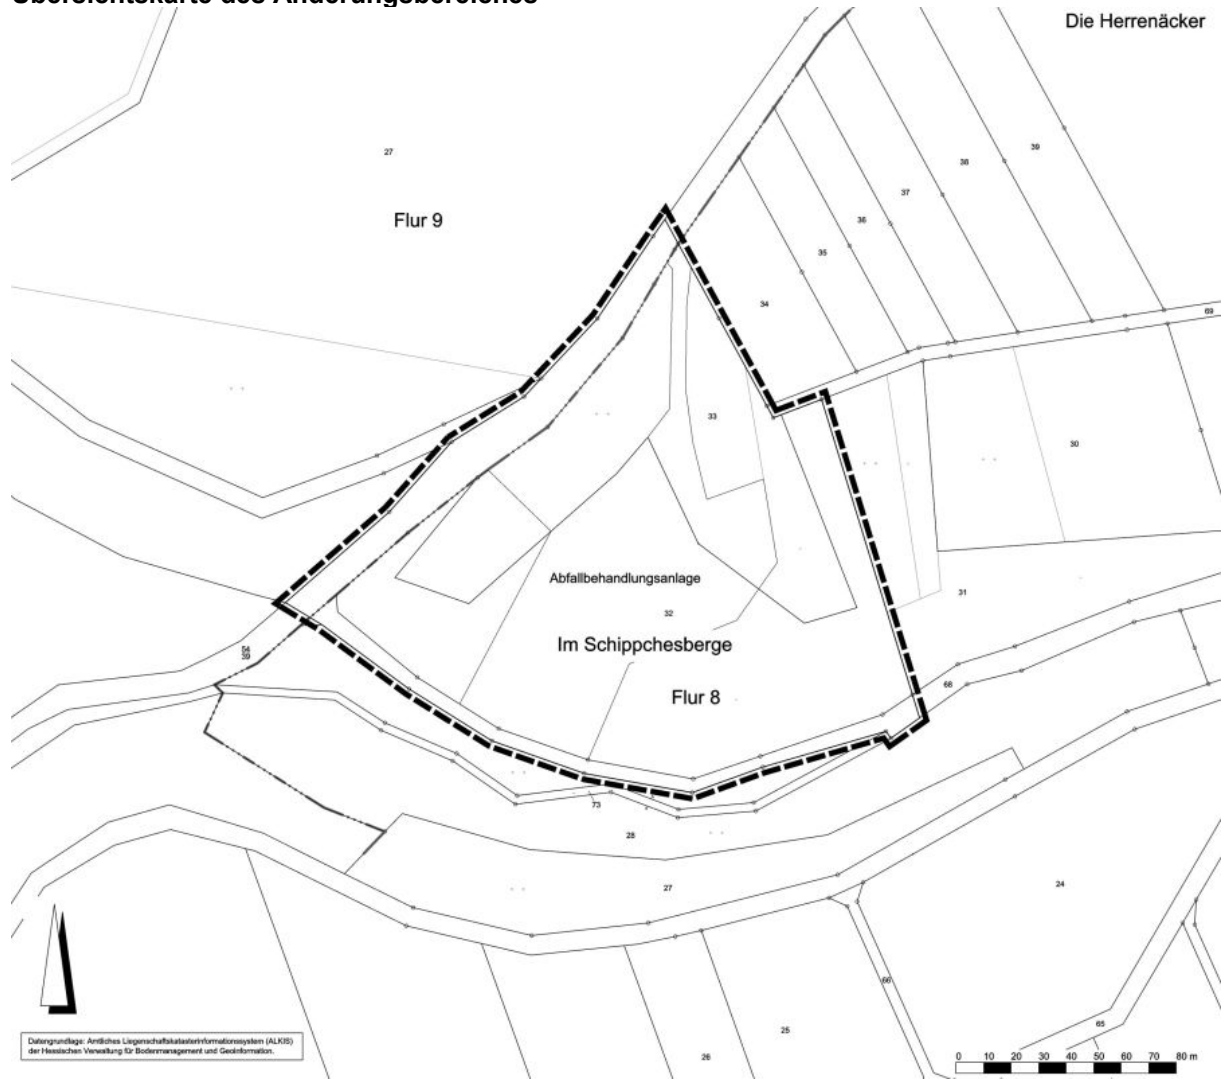 Übersichtskarte des Änderungsbereiches
Die Herrenäcker
27
39
38
37
36
35
34
Flur 9
69
33
30
Abfallbehandlungsanlage
32
31
Im Schippchesberge
54
39
68
Flur 8
73
28
27
24
66
65
25
26
Datengrundlage: Amtliches Liegenschaftskatasterinformationssystem (ALKIS)
der Hessischen Verwaltung für Bodenmanagement und Geoinformation.
0 10 20 30 40 50 60 70 80 m